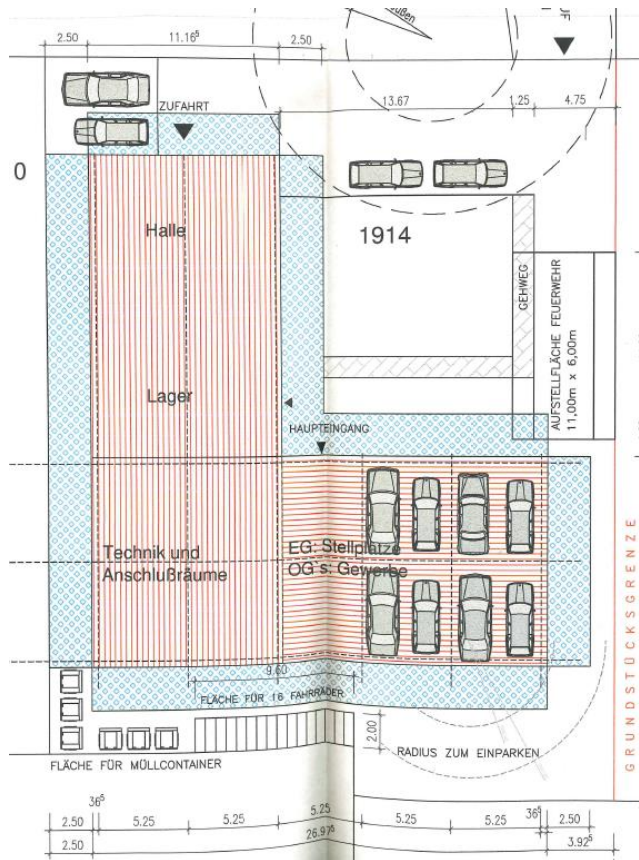 2.50
11.16⁵
2.50
ZUFAHRT
13.67
1.25
4.75
0
Halle
1914
GEHWEG
AUFSTELLFLÄCHE FEUERWEHR
11,00m x 6,00m
Lager
HAUPTEINGANG
Technik und
Anschlußräume
EG: Stellplätze
OG`s: Gewerbe
GRUNDSTÜCKSGRENZE
9.60
FLÄCHE FÜR 16 FAHRRÄDER
2.00
RADIUS ZUM EINPARKEN
FLÄCHE FÜR MÜLLCONTAINER
36⁵
2.50
5.25
5.25
5.25
5.25
5.25
36⁵
2.50
2.50
26.97⁵
3.92⁵